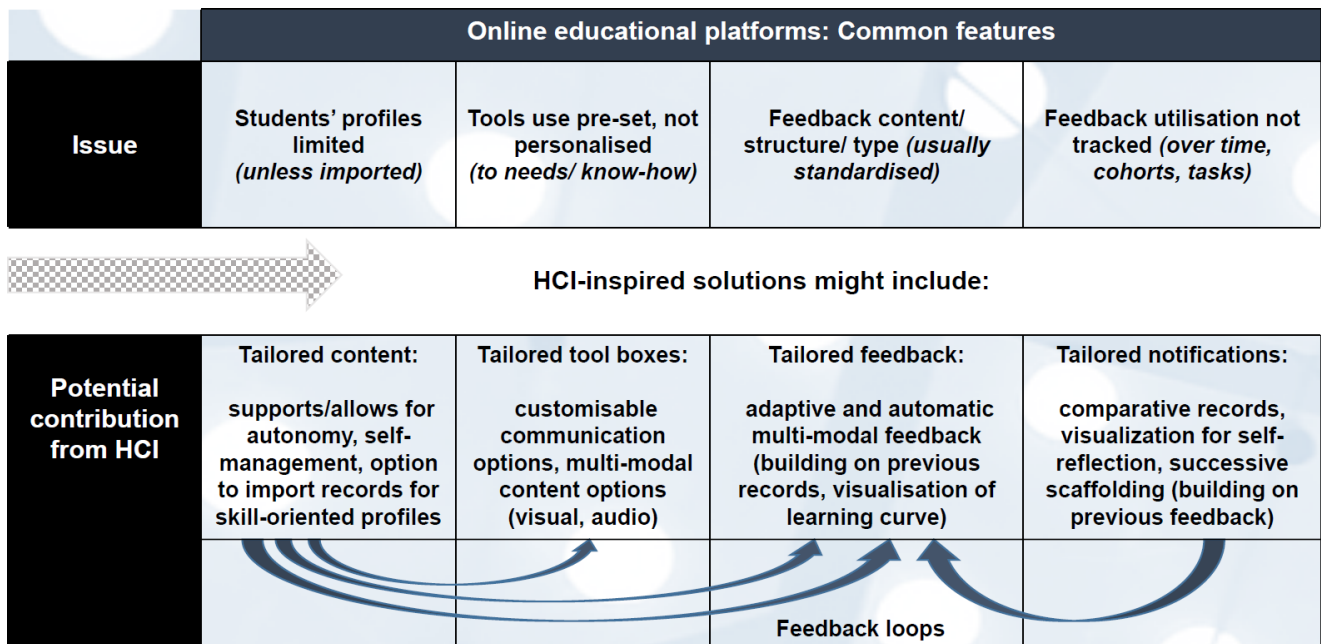 Online educational platforms: Common features
Issue
Students’ profiles
limited
(unless imported)
Tools use pre-set, not
personalised
(to needs/ know-how)
Feedback content/
structure/ type (usually
standardised)
Feedback utilisation not
tracked (over time,
cohorts, tasks)
HCI-inspired solutions might include:
Potential
contribution
from HCI
Tailored content:
supports/allows for
autonomy, self-
management, option
to import records for
skill-oriented profiles
Tailored tool boxes:
customisable
communication
options, multi-modal
content options
(visual, audio)
Tailored feedback:
adaptive and automatic
multi-modal feedback
(building on previous
records, visualisation of
learning curve)
Tailored notifications:
comparative records,
visualization for self-
reflection, successive
scaffolding (building on
previous feedback)
Feedback loops